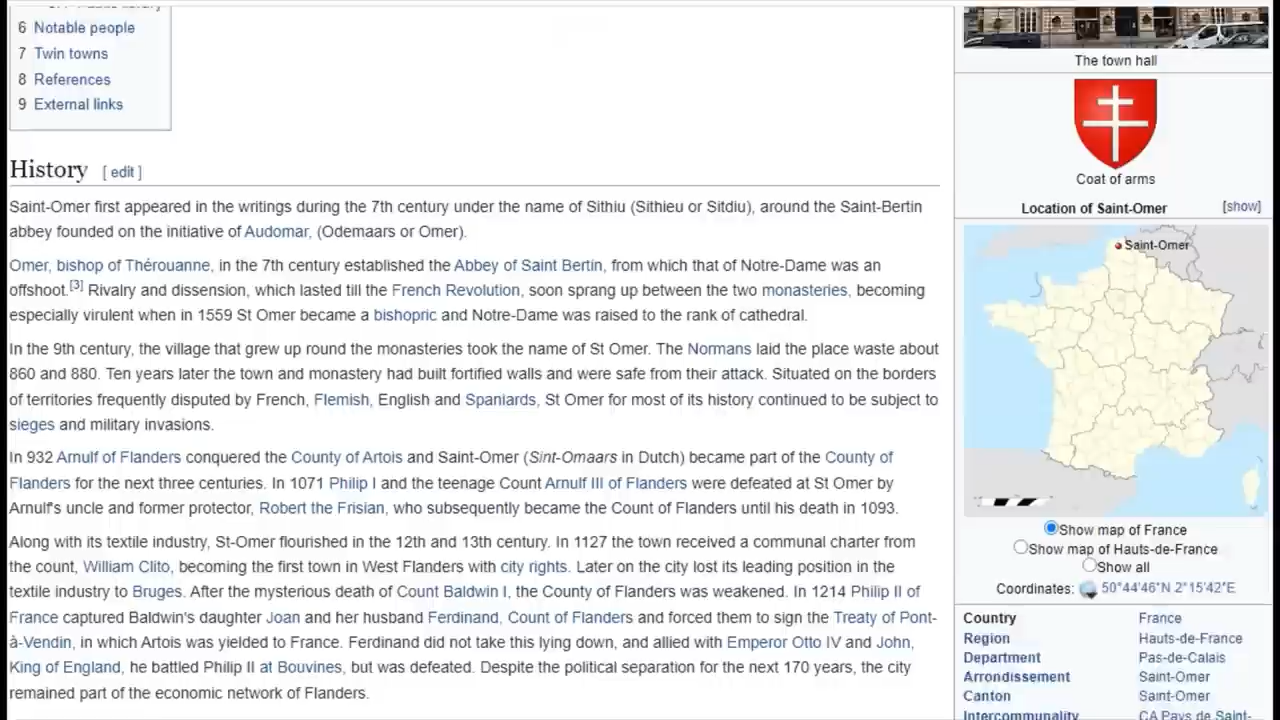 6 Notable people
7 Twin towns
8 References
9 External links
History [ edit ]
Saint-Omer first appeared in the writings during the 7th century under the name of Sithiu (Sithieu or Sitdiu), around the Saint-Bertin
abbey founded on the initiative of Audomar, (Odemaars or Omer).
Omer, bishop of Thérouanne, in the 7th century established the Abbey of Saint Bertin, from which that of Notre-Dame was an
offshoot.[3] Rivalry and dissension, which lasted till the French Revolution, soon sprang up between the two monasteries, becoming
especially virulent when in 1559 St Omer became a bishopric and Notre-Dame was raised to the rank of cathedral.
In the 9th century, the village that grew up round the monasteries took the name of St Omer. The Normans laid the place waste about
860 and 880. Ten years later the town and monastery had built fortified walls and were safe from their attack. Situated on the borders
of territories frequently disputed by French, Flemish, English and Spaniards, St Omer for most of its history continued to be subject to
sieges and military invasions.
In 932 Arnulf of Flanders conquered the County of Artois and Saint-Omer (Sint-Omaars in Dutch) became part of the County of
Flanders for the next three centuries. In 1071 Philip I and the teenage Count Arnulf III of Flanders were defeated at St Omer by
Arnulf's uncle and former protector, Robert the Frisian, who subsequently became the Count of Flanders until his death in 1093.
Along with its textile industry, St-Omer flourished in the 12th and 13th century. In 1127 the town received a communal charter from
the count, William Clito, becoming the first town in West Flanders with city rights. Later on the city lost its leading position in the
textile industry to Bruges. After the mysterious death of Count Baldwin I, the County of Flanders was weakened. In 1214 Philip II of
France captured Baldwin's daughter Joan and her husband Ferdinand, Count of Flanders and forced them to sign the Treaty of Pont-
à-Vendin, in which Artois was yielded to France. Ferdinand did not take this lying down, and allied with Emperor Otto IV and John,
King of England, he battled Philip II at Bouvines, but was defeated. Despite the political separation for the next 170 years, the city
remained part of the economic network of Flanders.
The town hall
Coat of arms
Location of Saint-Omer [show]
Saint-Omer
Show map of France
Show map of Hauts-de-France
Show all
Coordinates: 50°44′46″N 2°15′42″E
Country France
Region Hauts-de-France
Department Pas-de-Calais
Arrondissement Saint-Omer
Canton Saint-Omer
Intercommunality CA Pays de Saint-